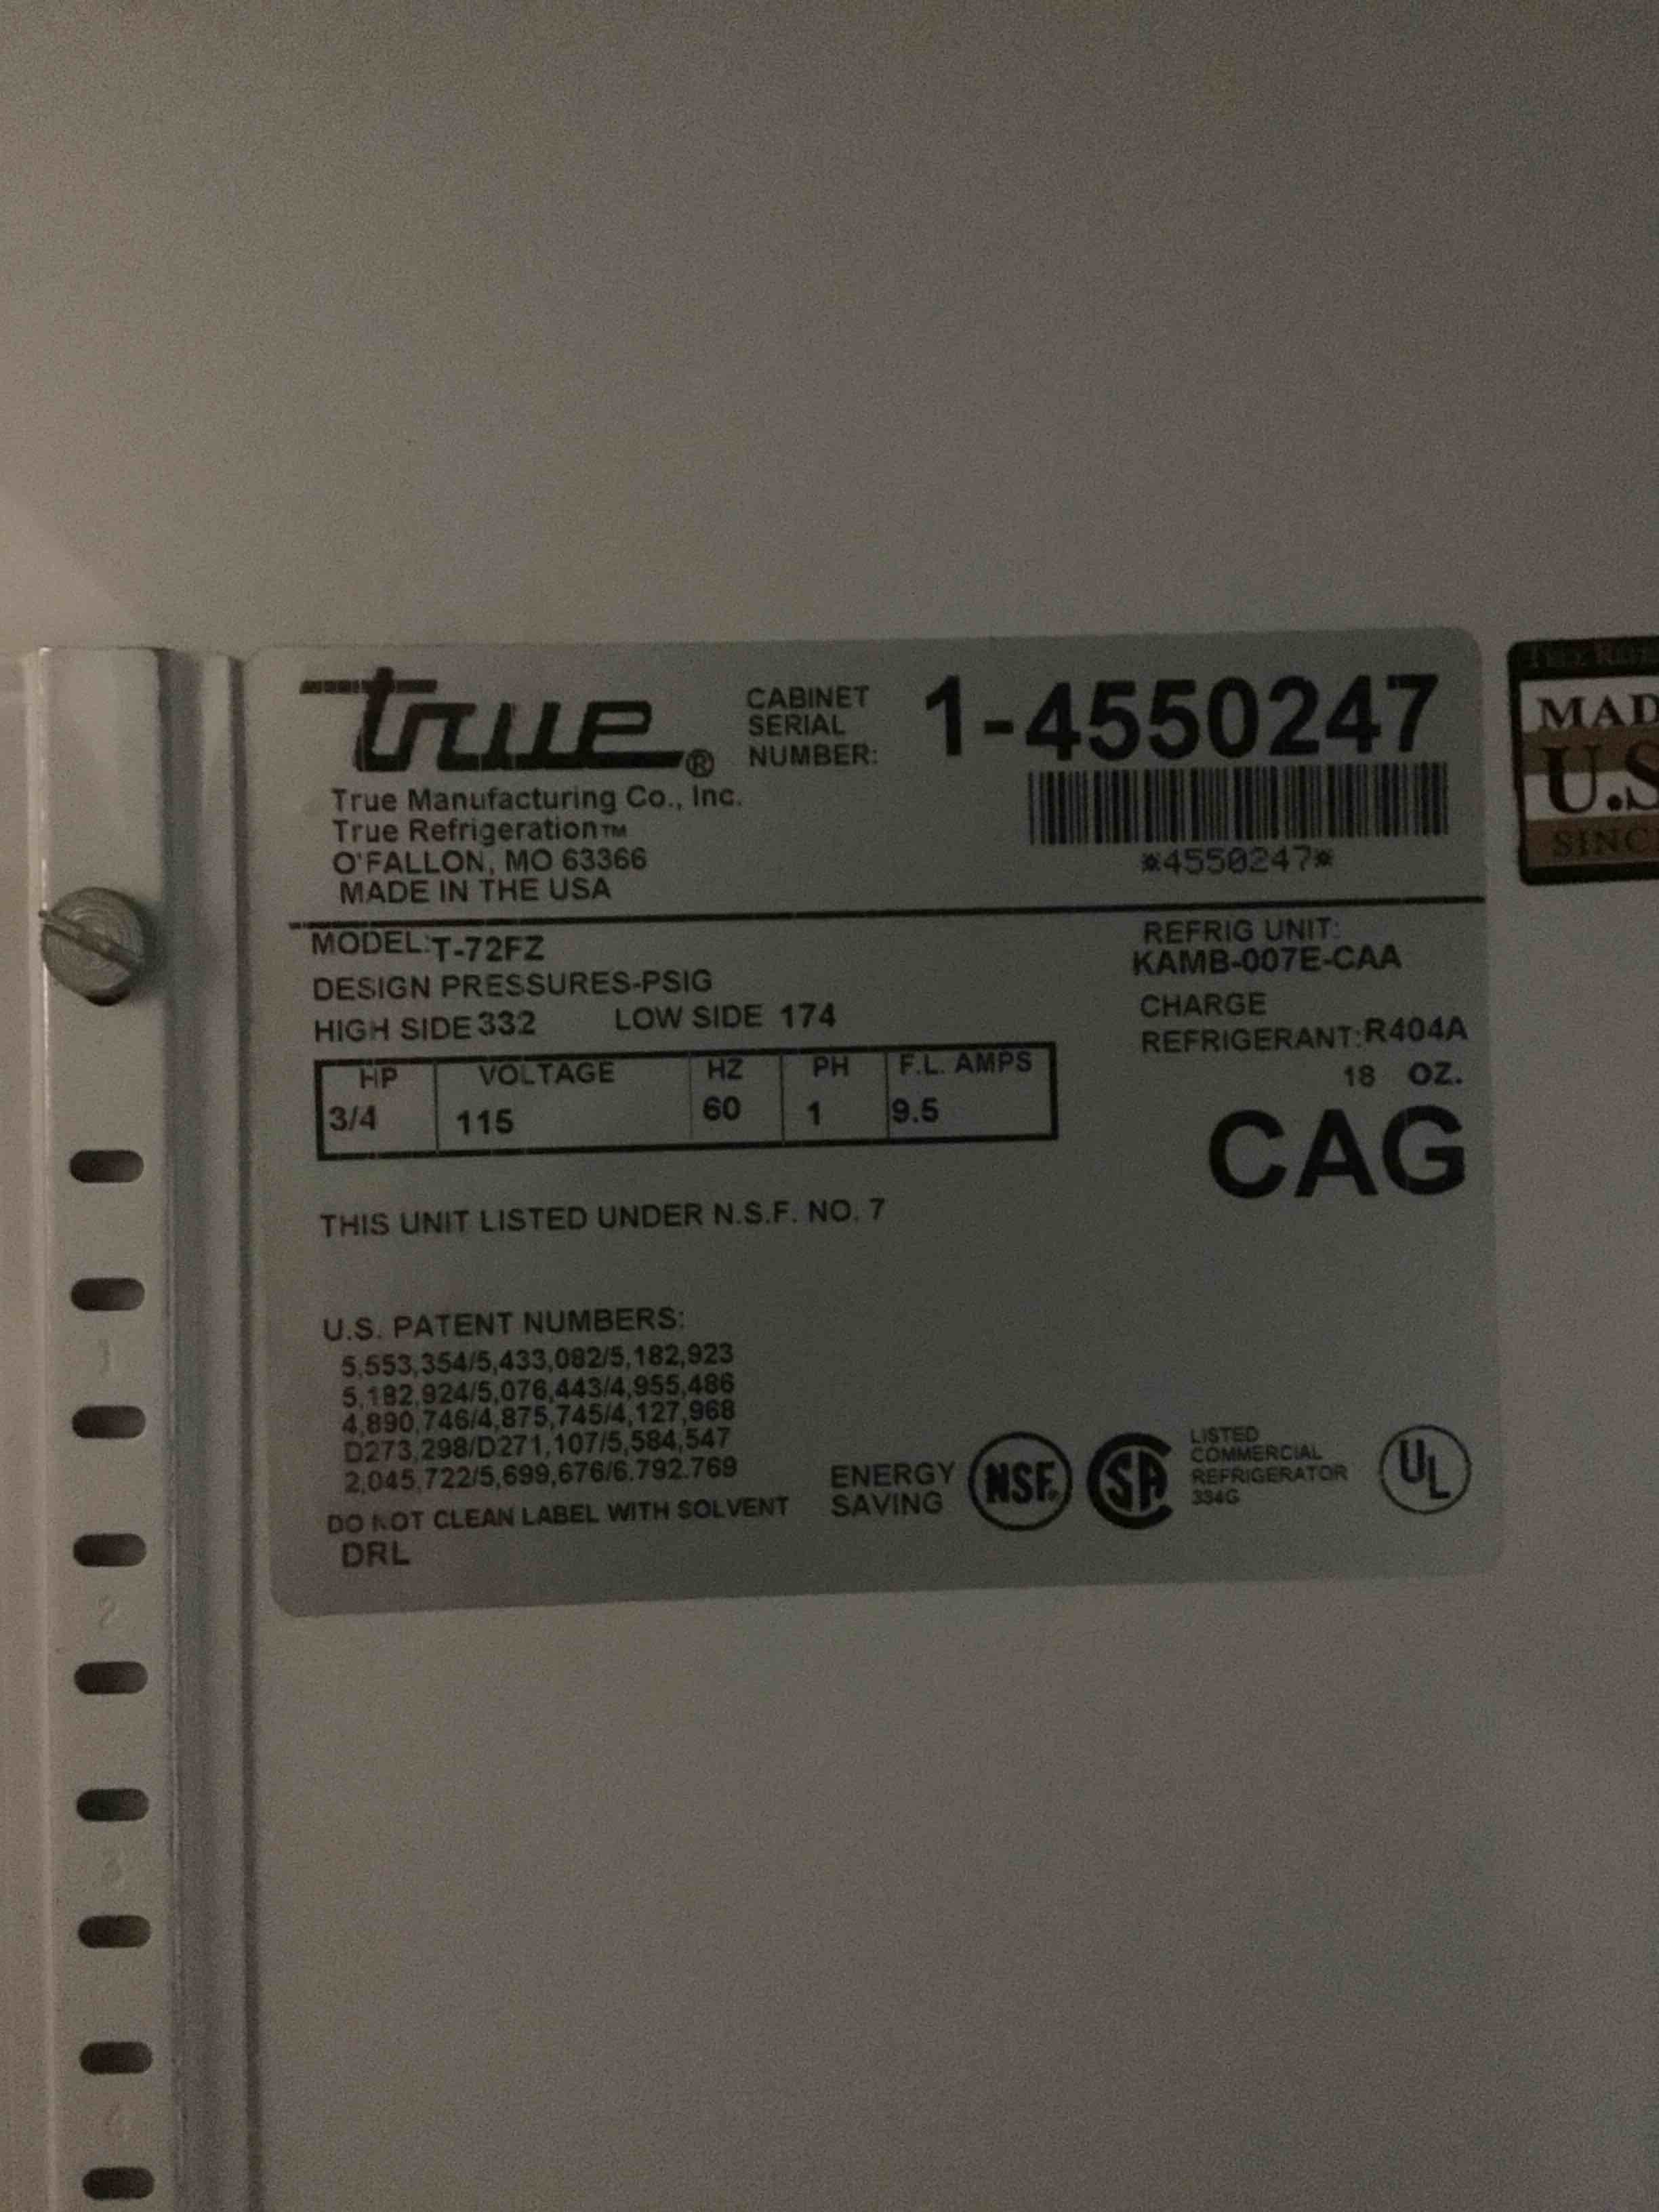 true®
CABINET
SERIAL
NUMBER:
1-4550247
*4550247*
True Manufacturing Co., Inc.
True Refrigeration™
O'FALLON, MO 63366
MADE IN THE USA
MODEL:T-72FZ
DESIGN PRESSURES-PSIG
HIGH SIDE 332 LOW SIDE 174
REFRIG UNIT:
KAMB-007E-CAA
CHARGE
REFRIGERANT:R404A
18 OZ.
CAG
HP VOLTAGE HZ PH F.L. AMPS
3/4 115 60 1 9.5
THIS UNIT LISTED UNDER N.S.F. NO. 7
U.S. PATENT NUMBERS:
5,553,354/5,433,082/5,182,923
5,182,924/5,076,443/4,955,486
4,890,746/4,875,745/4,127,968
D273,298/D271,107/5,584,547
2,045,722/5,699,676/6.792.769
DO NOT CLEAN LABEL WITH SOLVENT
DRL
ENERGY
SAVING
NSF®
SA
LISTED
COMMERCIAL
REFRIGERATOR
334G
UL
MAD
U.S
SINC
1
2
3
4